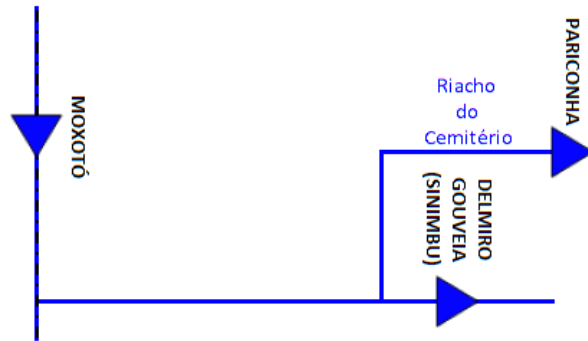 MOXOTÓ
Riacho
do
Cemitério
PARICONHA
DELMIRO
GOUVEIA
(SINIMBU)